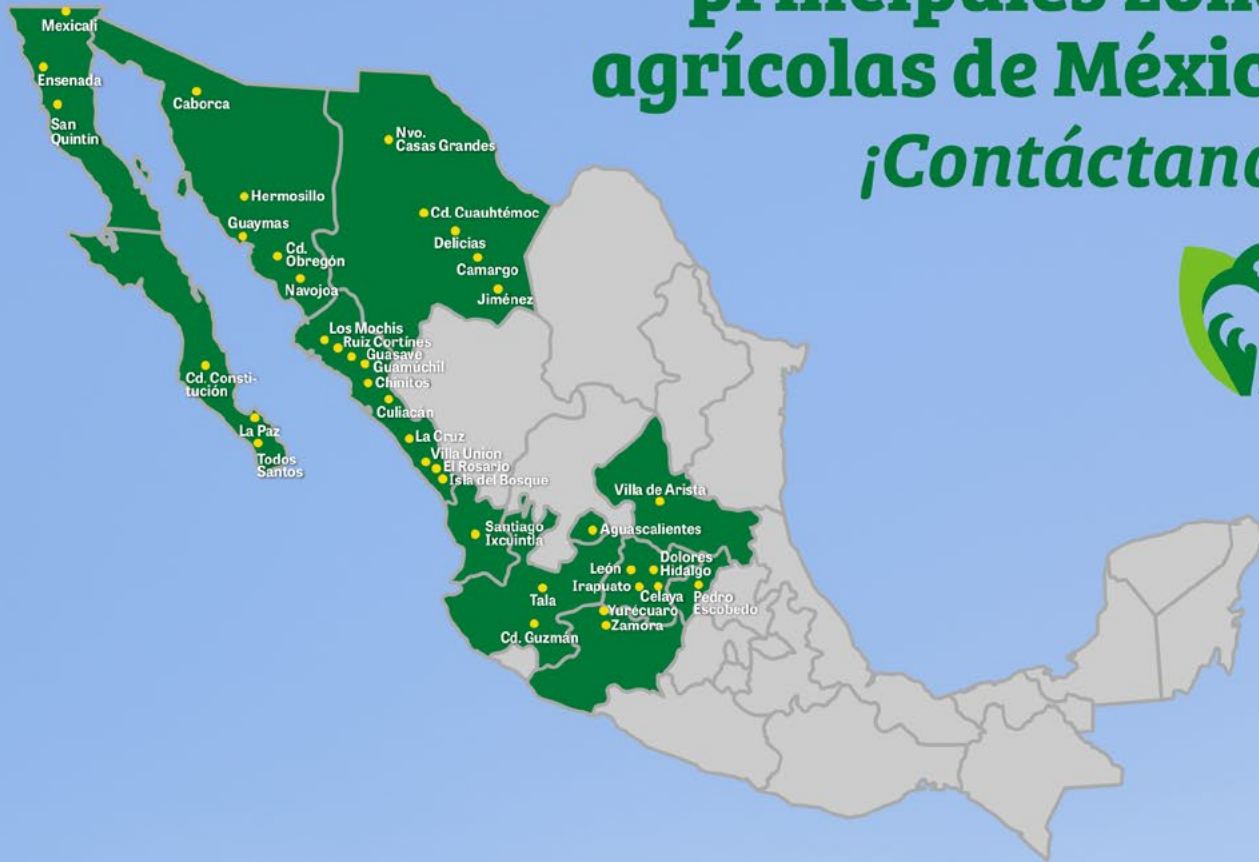 agrícolas de
Mexicali
Ensenada
San
Quintín
Caborca
Nvo.
Casas Grandes
Hermosillo
Guaymas
Cd.
Obregón
Navojoa
Cd. Cuauhtémoc
Delicias
Camargo
Jiménez
Los Mochis
Ruiz Cortínes
Guasave
Guamúchil
Chinitos
Culiacán
La Cruz
Villa Unión
El Rosario
Isla del Bosque
Cd. Consti-
tución
La Paz
Todos
Santos
Villa de Arista
Santiago
Ixcuintla
Aguascalientes
León
Dolores
Hidalgo
Irapuato
Celaya
Pedro
Escobedo
Tala
Yurécuaro
Zamora
Cd. Guzmán